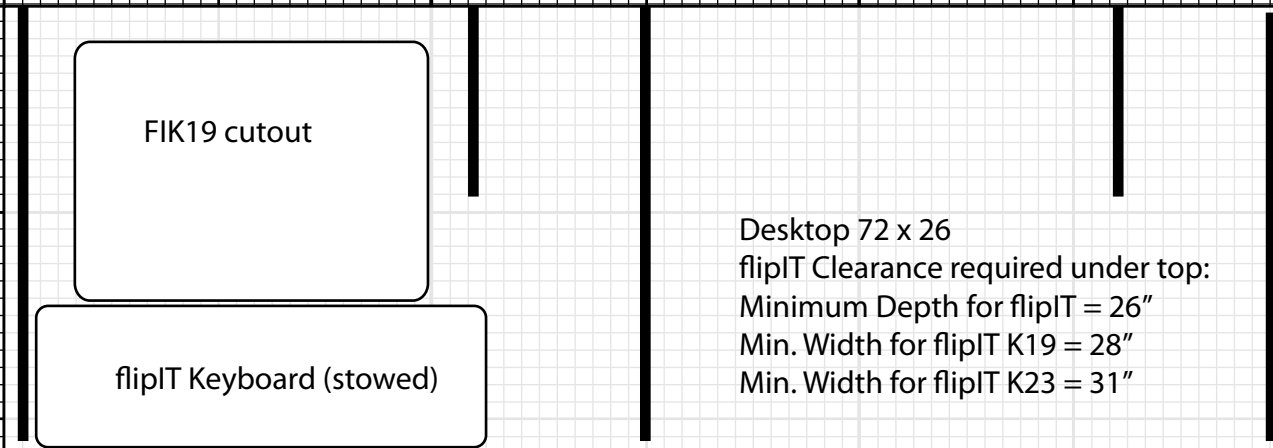 FIK19 cutout
flipIT Keyboard (stowed)
Desktop 72 x 26
flipIT Clearance required under top:
Minimum Depth for flipIT = 26”
Min. Width for flipIT K19 = 28”
Min. Width for flipIT K23 = 31”